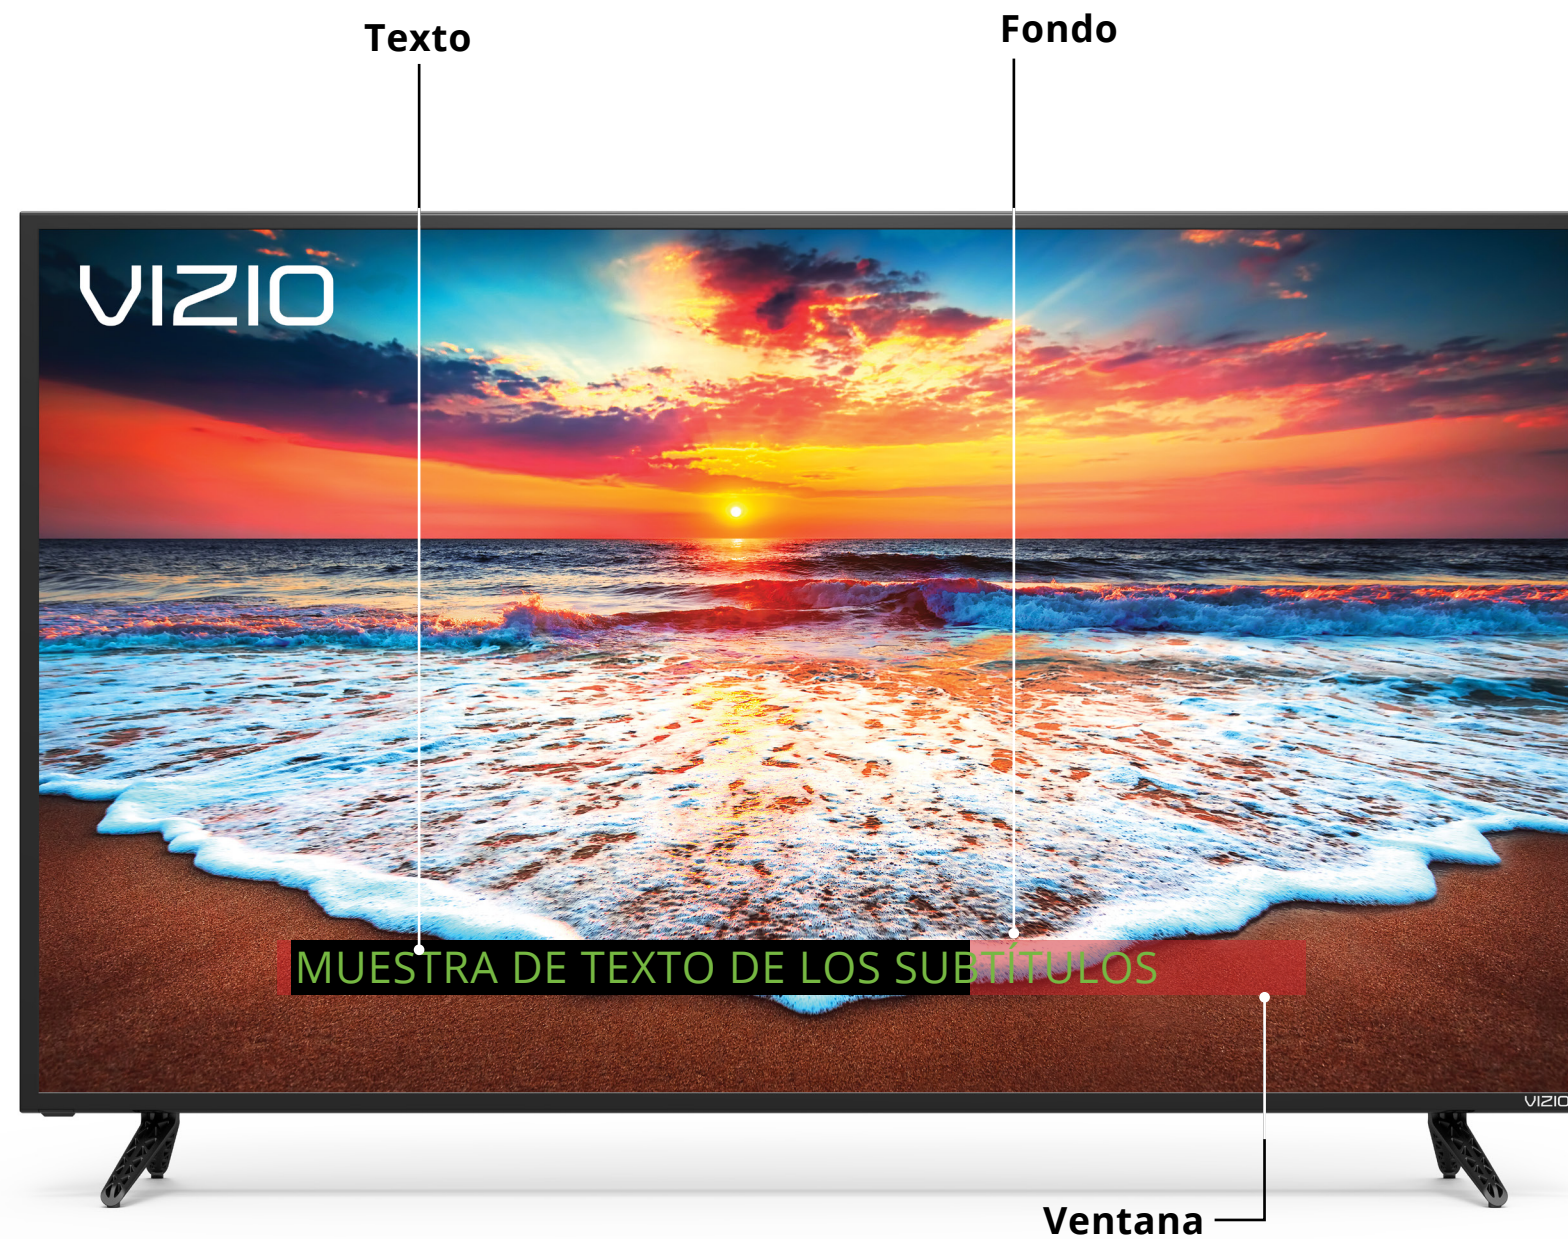 Texto
Fondo
VIZIO
MUESTRA DE TEXTO DE LOS SUBTÍTULOS
VIZIO
Ventana